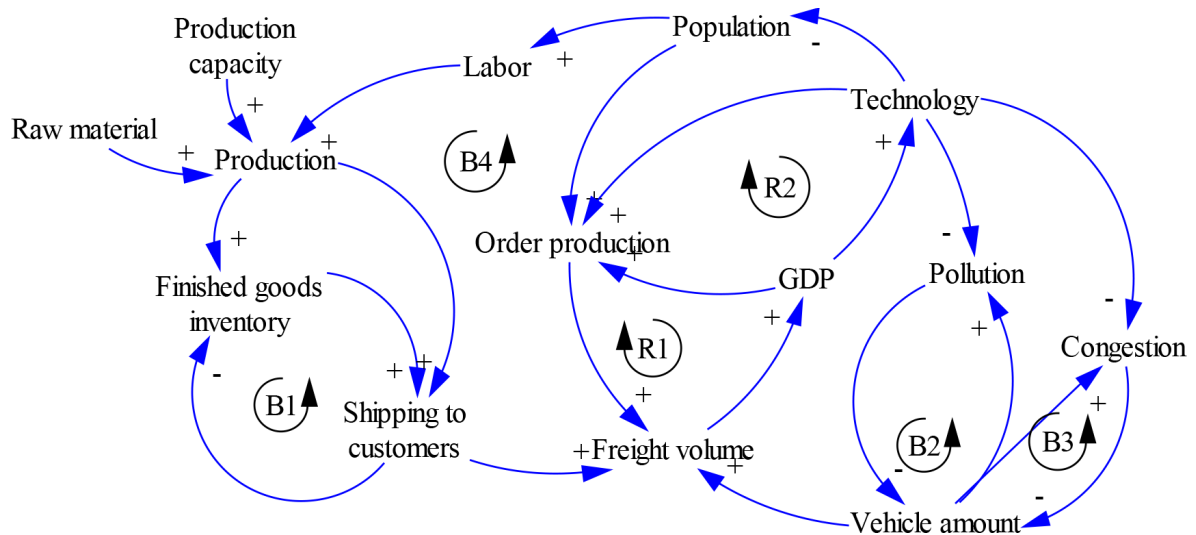 Production
capacity
Population
Labor
-
+
Technology
+
Raw material
+
+
+
Production
B4
R2
+
+
Order production
+
+
-
Finished goods
inventory
GDP
Pollution
-
+
+
R1
Congestion
-
+
+
B1
+
+
Shipping to
customers
B2
B3
+
Freight volume
+
-
-
Vehicle amount